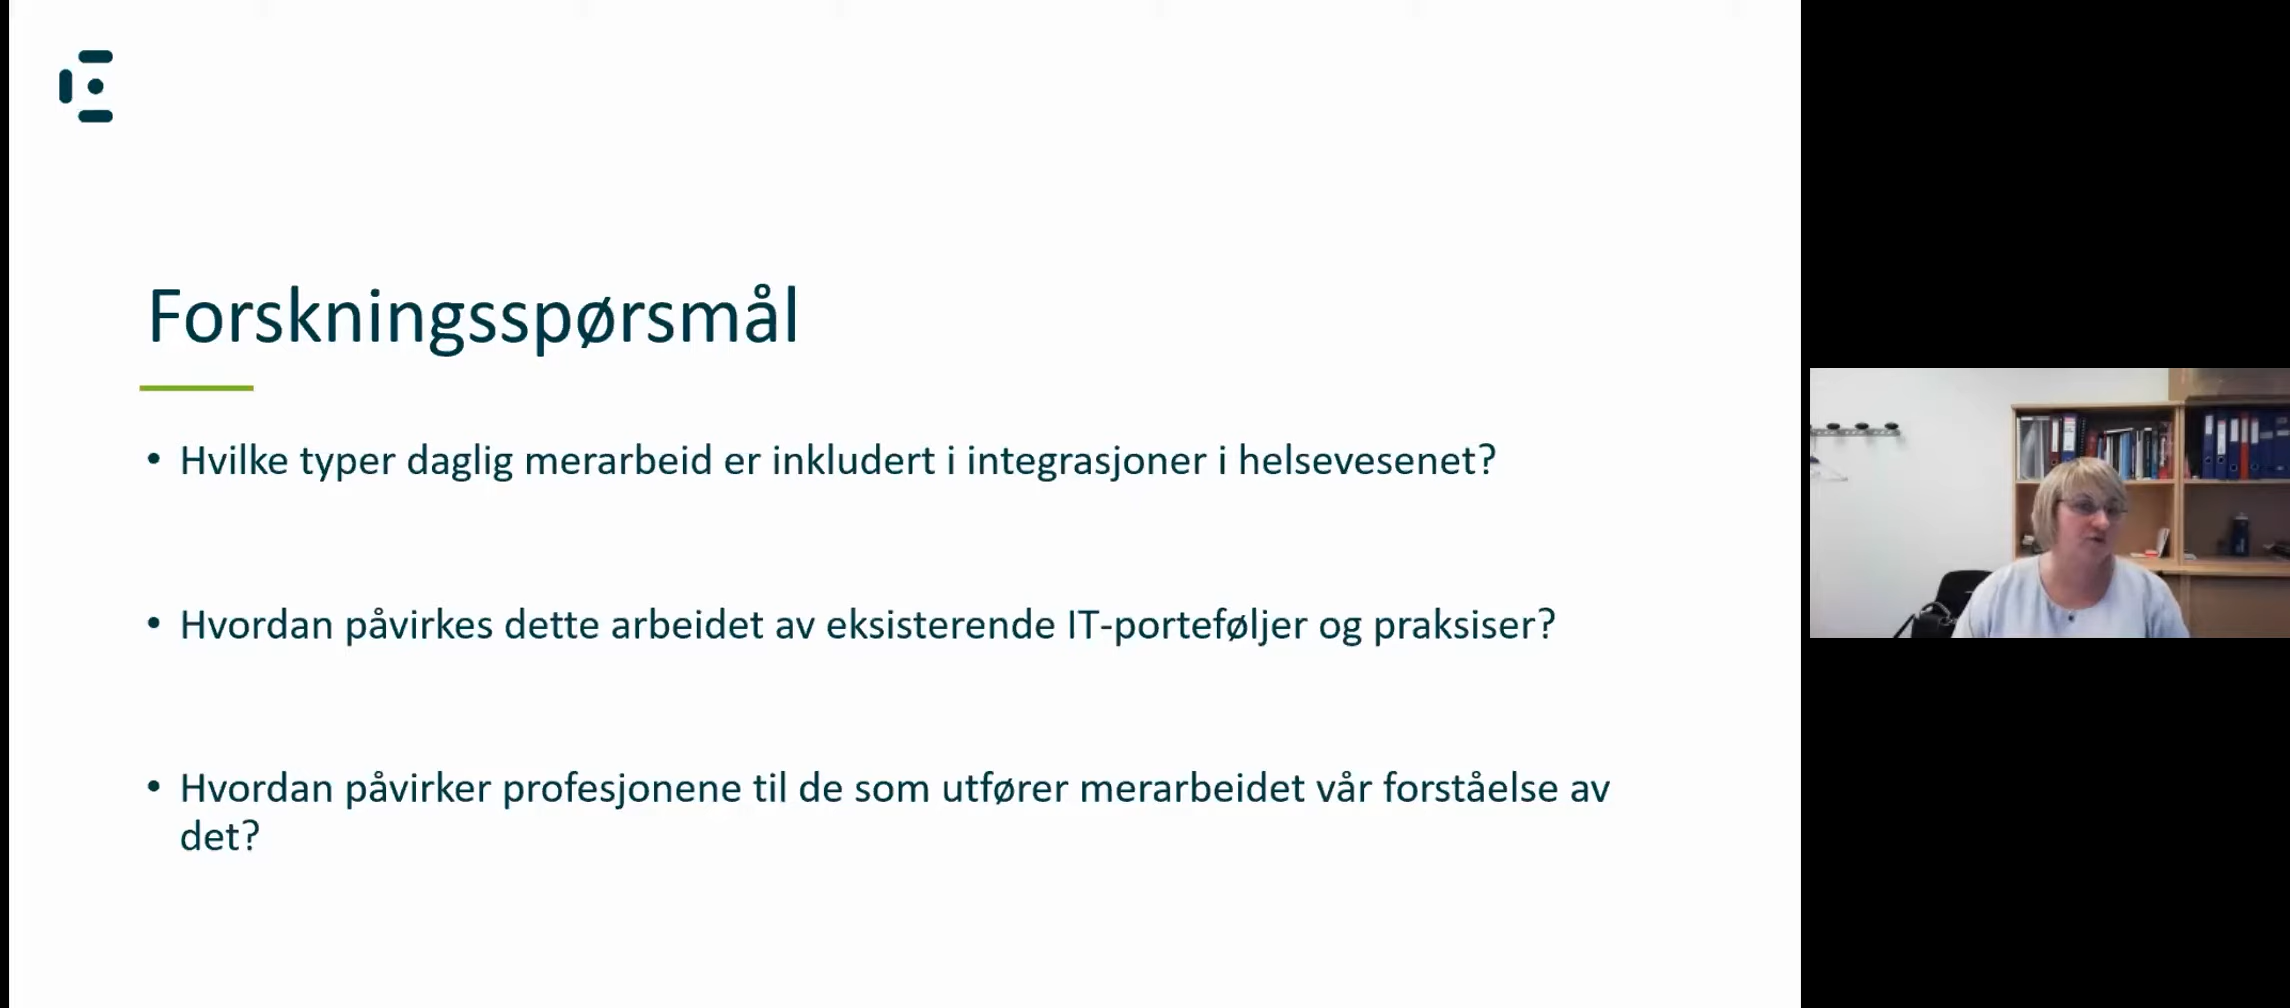 Forskningsspørsmål
• Hvilke typer daglig merarbeid er inkludert i integrasjoner i helsevesenet?
• Hvordan påvirkes dette arbeidet av eksisterende IT-porteføljer og praksiser?
• Hvordan påvirker profesjonene til de som utfører merarbeidet vår forståelse av
det?